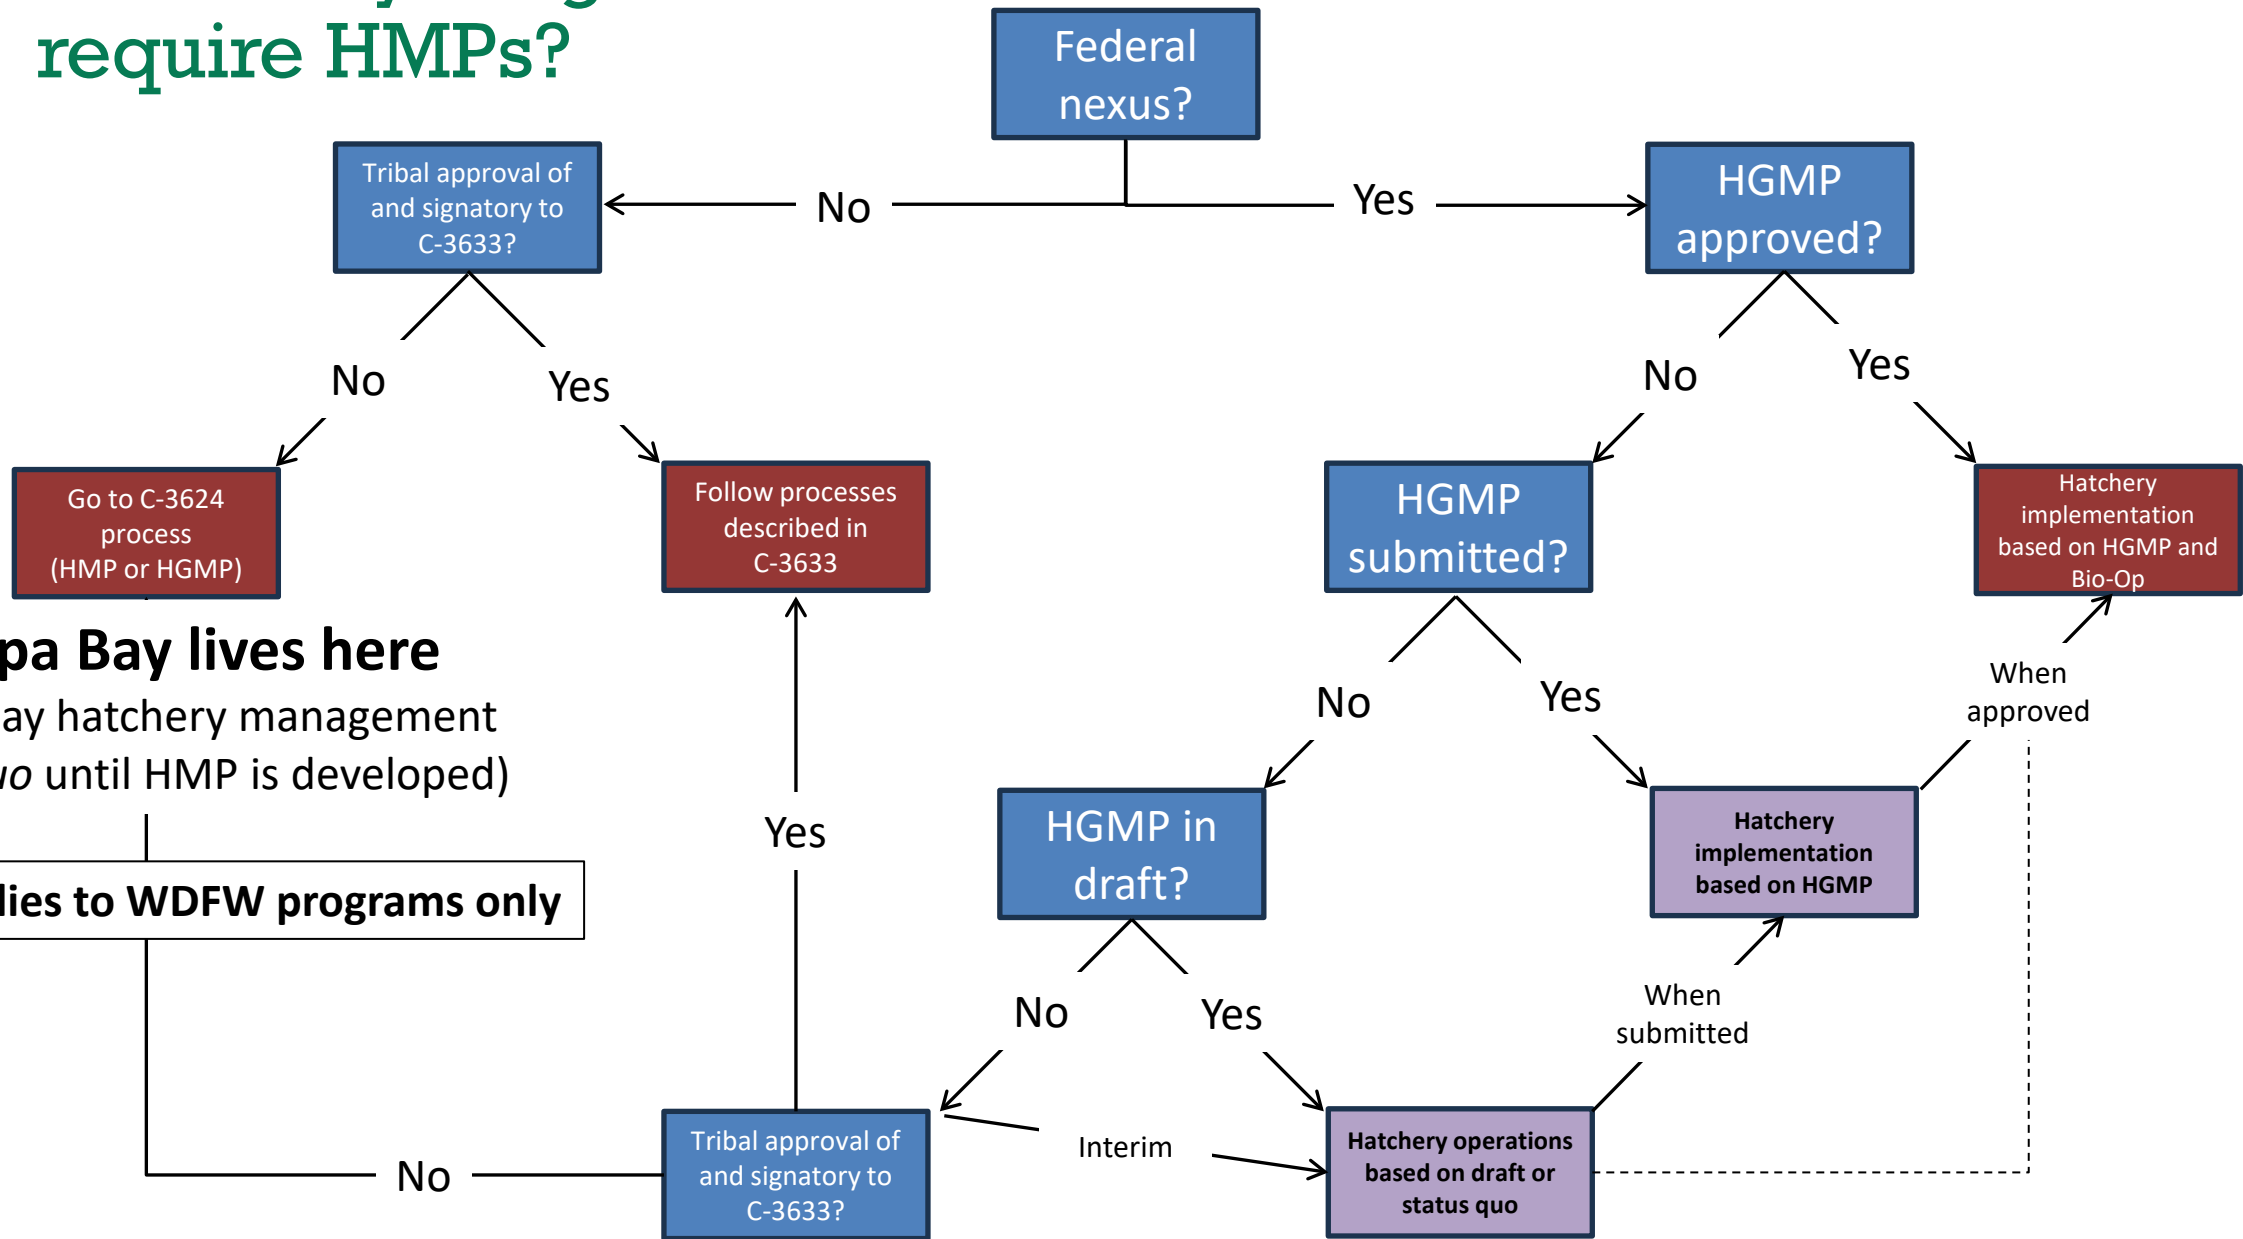 require HMPs?
Federal
nexus?
Tribal approval of
and signatory to
C-3633?
No
Yes
HGMP
approved?
No
Yes
No
Yes
Go to C-3624
process
(HMP or HGMP)
Follow processes
described in
C-3633
HGMP
submitted?
Hatchery
implementation
based on HGMP and
Bio-Op
pa Bay lives here
ay hatchery management
uo until HMP is developed)
No
Yes
When
approved
Yes
HGMP in
draft?
Hatchery
implementation
based on HGMP
lies to WDFW programs only
No
Yes
When
submitted
No
Tribal approval of
and signatory to
C-3633?
Interim
Hatchery operations
based on draft or
status quo